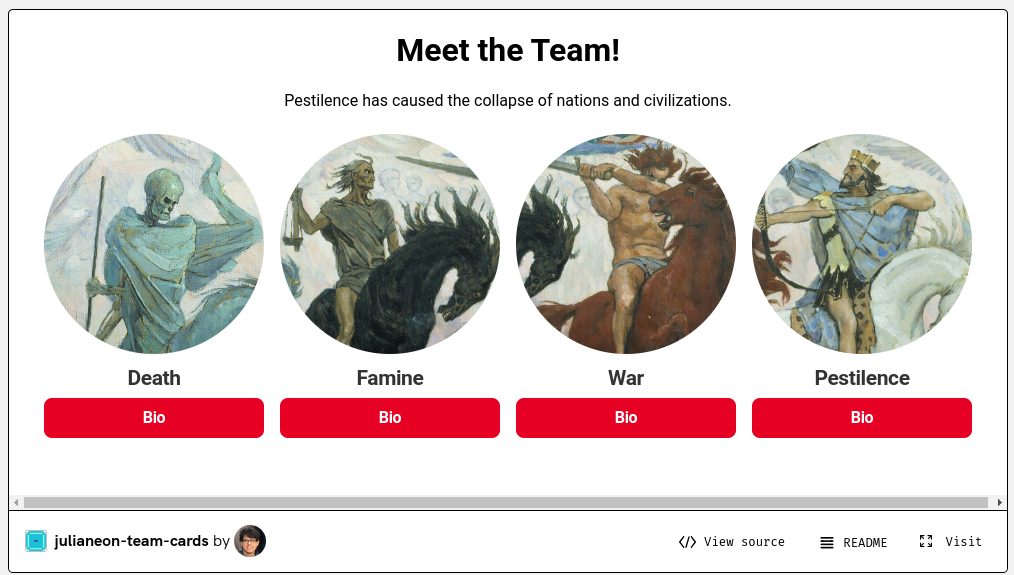 Meet the Team!
Pestilence has caused the collapse of nations and civilizations.
Death Famine War Pestilence
Bio Bio Bio Bio
julianeon-team-cards by View source README Visit